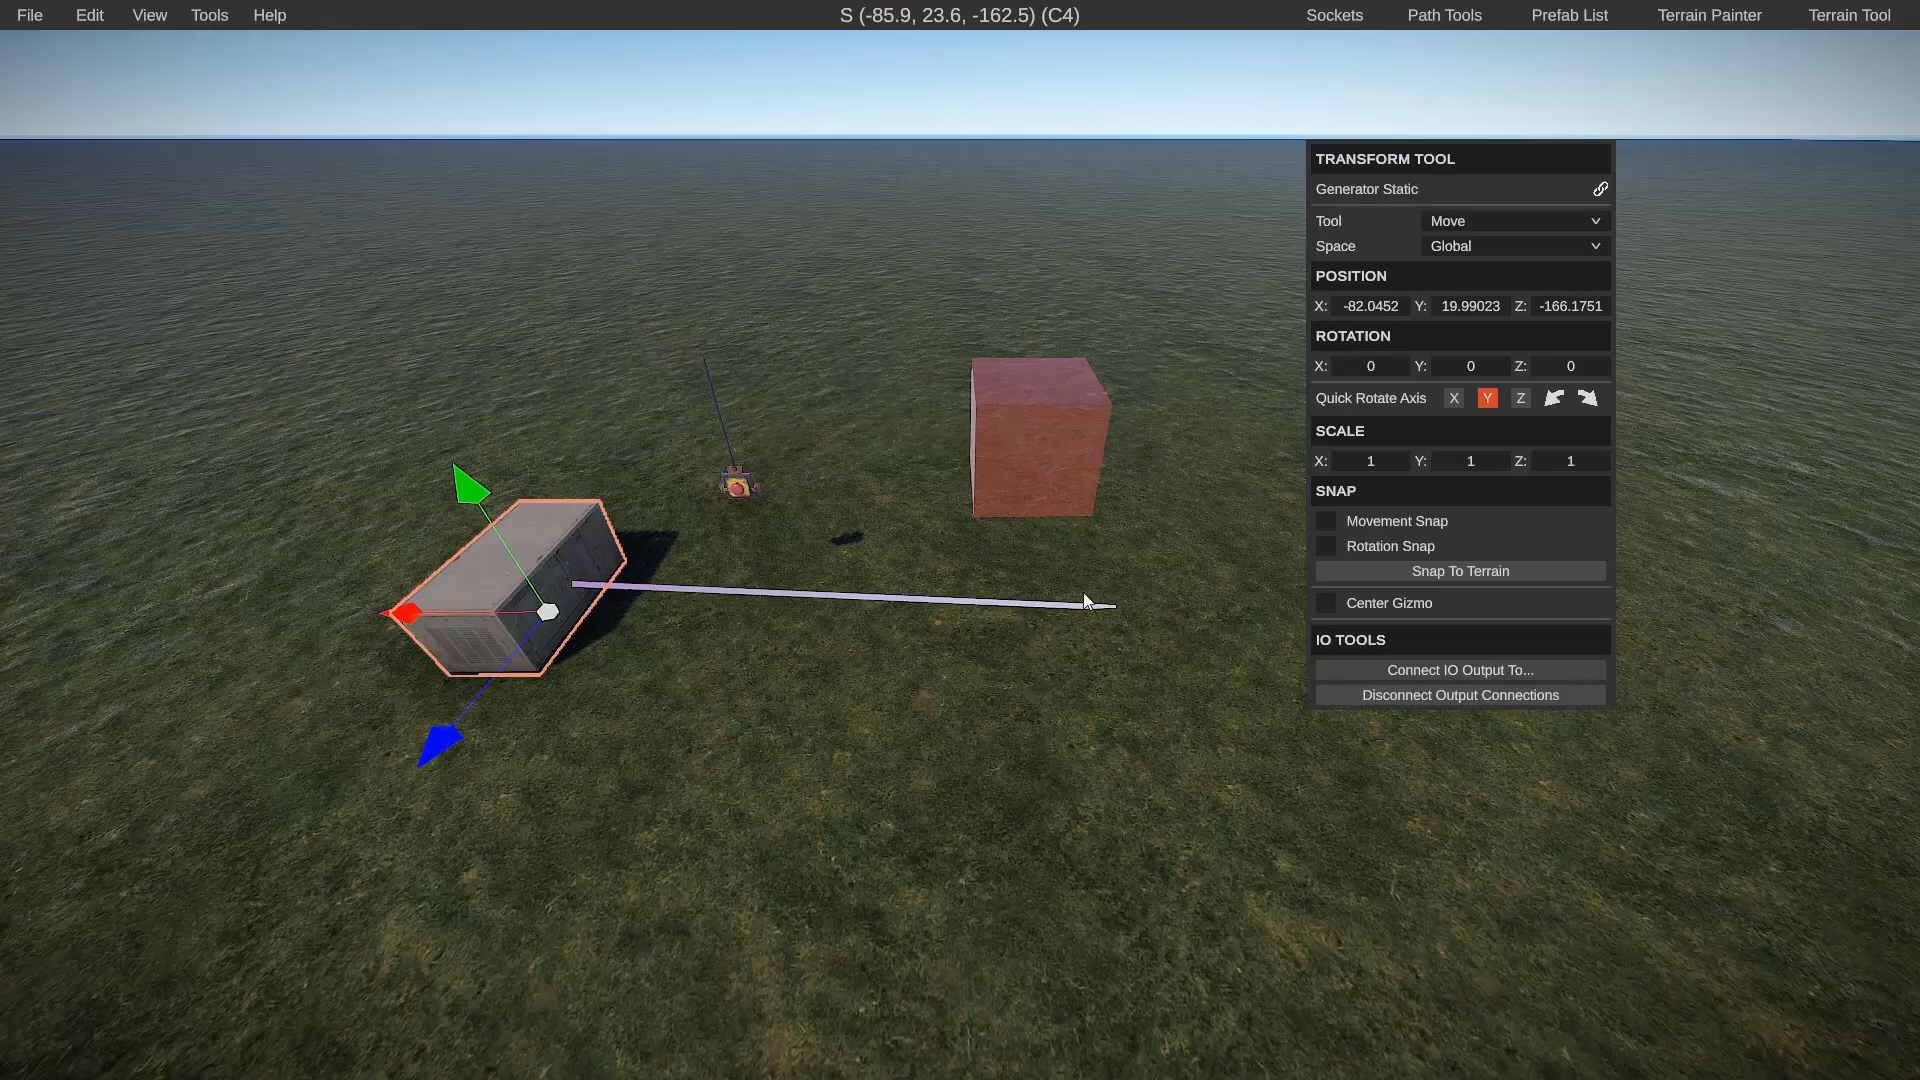 File Edit View Tools Help S (-85.9, 23.6, -162.5) (C4) Sockets Path Tools Prefab List Terrain Painter Terrain Tool
TRANSFORM TOOL
Generator Static
Tool Move
Space Global
POSITION
X: -82.0452 Y: 19.99023 Z: -166.1751
ROTATION
X: 0 Y: 0 Z: 0
Quick Rotate Axis X Y Z
SCALE
X: 1 Y: 1 Z: 1
SNAP
Movement Snap
Rotation Snap
Snap To Terrain
Center Gizmo
IO TOOLS
Connect IO Output To...
Disconnect Output Connections